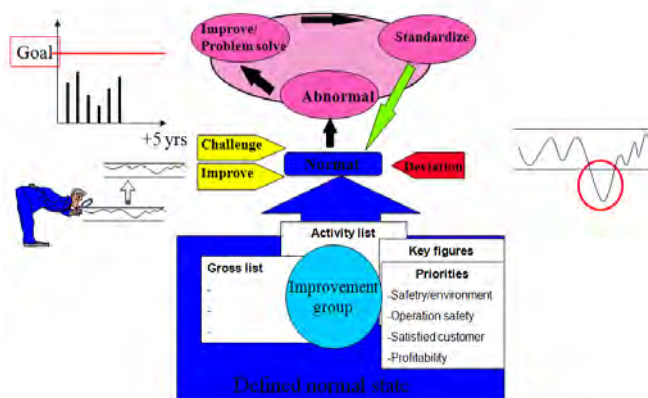 Improve/
Problem solve
Standardize
Goal
Abnormal
+5 yrs
Challenge
Normal
Deviation
Improve
Activity list
Key figures
Gross list
-
-
-
Improvement
group
Priorities
-Safetry/environment
-Operation safety
-Satisfied customer
-Profitability
Defined normal state